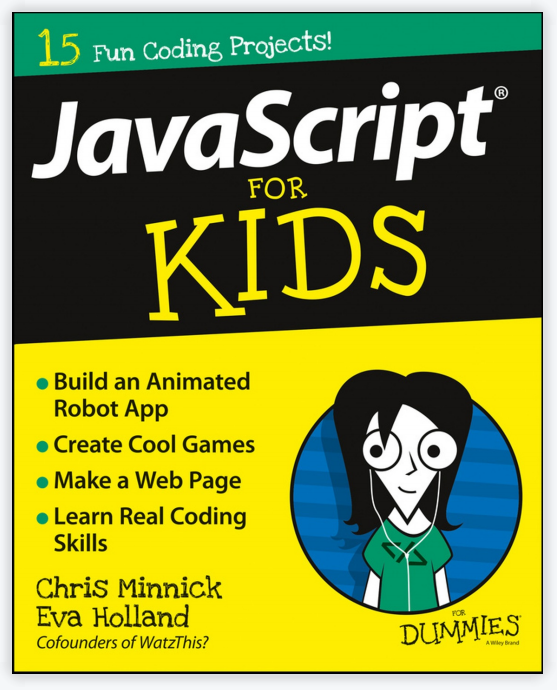 15 Fun Coding Projects!
JavaScript®
FOR
KIDS
• Build an Animated
Robot App
• Create Cool Games
• Make a Web Page
• Learn Real Coding
Skills
</>
Chris Minnick
Eva Holland
Cofounders of WatzThis?
FOR
DUMMIES®
A Wiley Brand